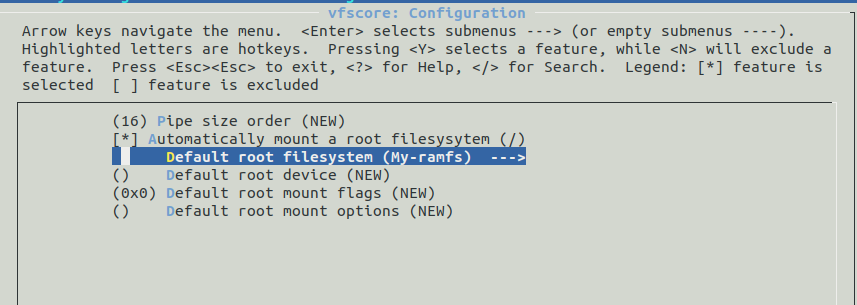 vfscore: Configuration
Arrow keys navigate the menu.  <Enter> selects submenus ---> (or empty submenus ----).
Highlighted letters are hotkeys.  Pressing <Y> selects a feature, while <N> will exclude a
feature.  Press <Esc><Esc> to exit, <?> for Help, </> for Search.  Legend: [*] feature is
selected  [ ] feature is excluded
(16) Pipe size order (NEW)
[*] Automatically mount a root filesysytem (/)
Default root filesystem (My-ramfs)  --->
()    Default root device (NEW)
(0x0) Default root mount flags (NEW)
()    Default root mount options (NEW)